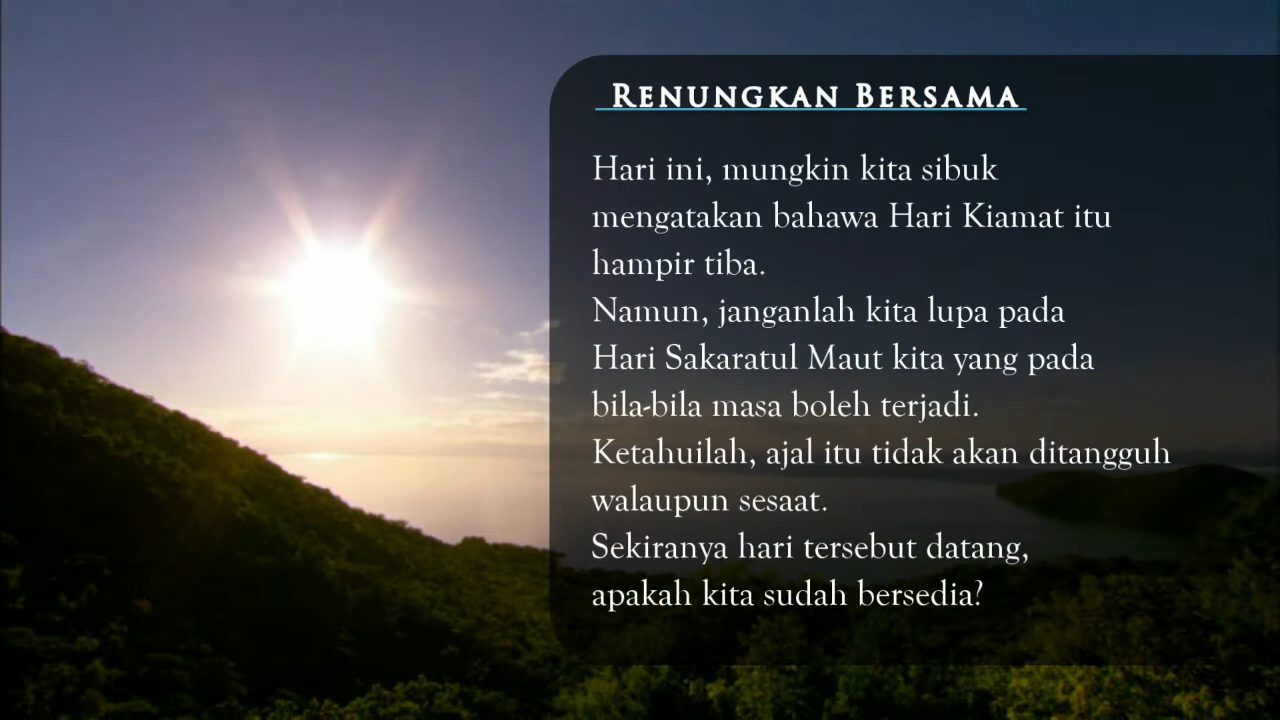 RENUNGKAN BERSAMA
Hari ini, mungkin kita sibuk
mengatakan bahawa Hari Kiamat itu
hampir tiba.
Namun, janganlah kita lupa pada
Hari Sakaratul Maut kita yang pada
bila-bila masa boleh terjadi.
Ketahuilah, ajal itu tidak akan ditangguh
walaupun sesaat.
Sekiranya hari tersebut datang,
apakah kita sudah bersedia?